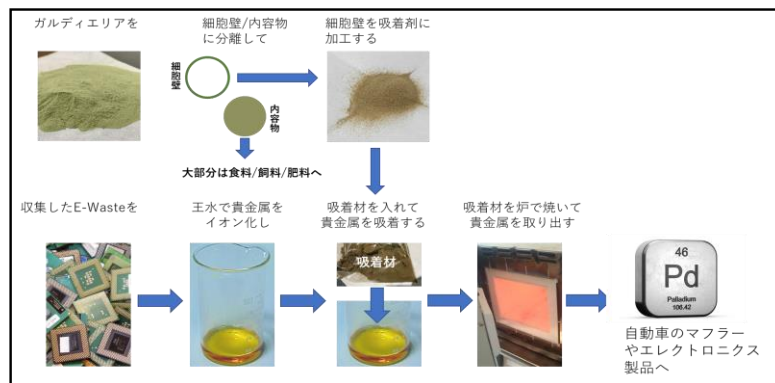 ガルディエリアを
細胞壁/内容物
に分離して
細胞壁を吸着剤に
加工する
細胞壁
内容物
大部分は食料/飼料/肥料へ
収集したE-Wasteを
王水で貴金属を
イオン化し
吸着材を入れて
貴金属を吸着する
吸着材を炉で焼いて
貴金属を取り出す
吸着材
46
Pd
Palladium
106.42
自動車のマフラー
やエレクトロニクス
製品へ